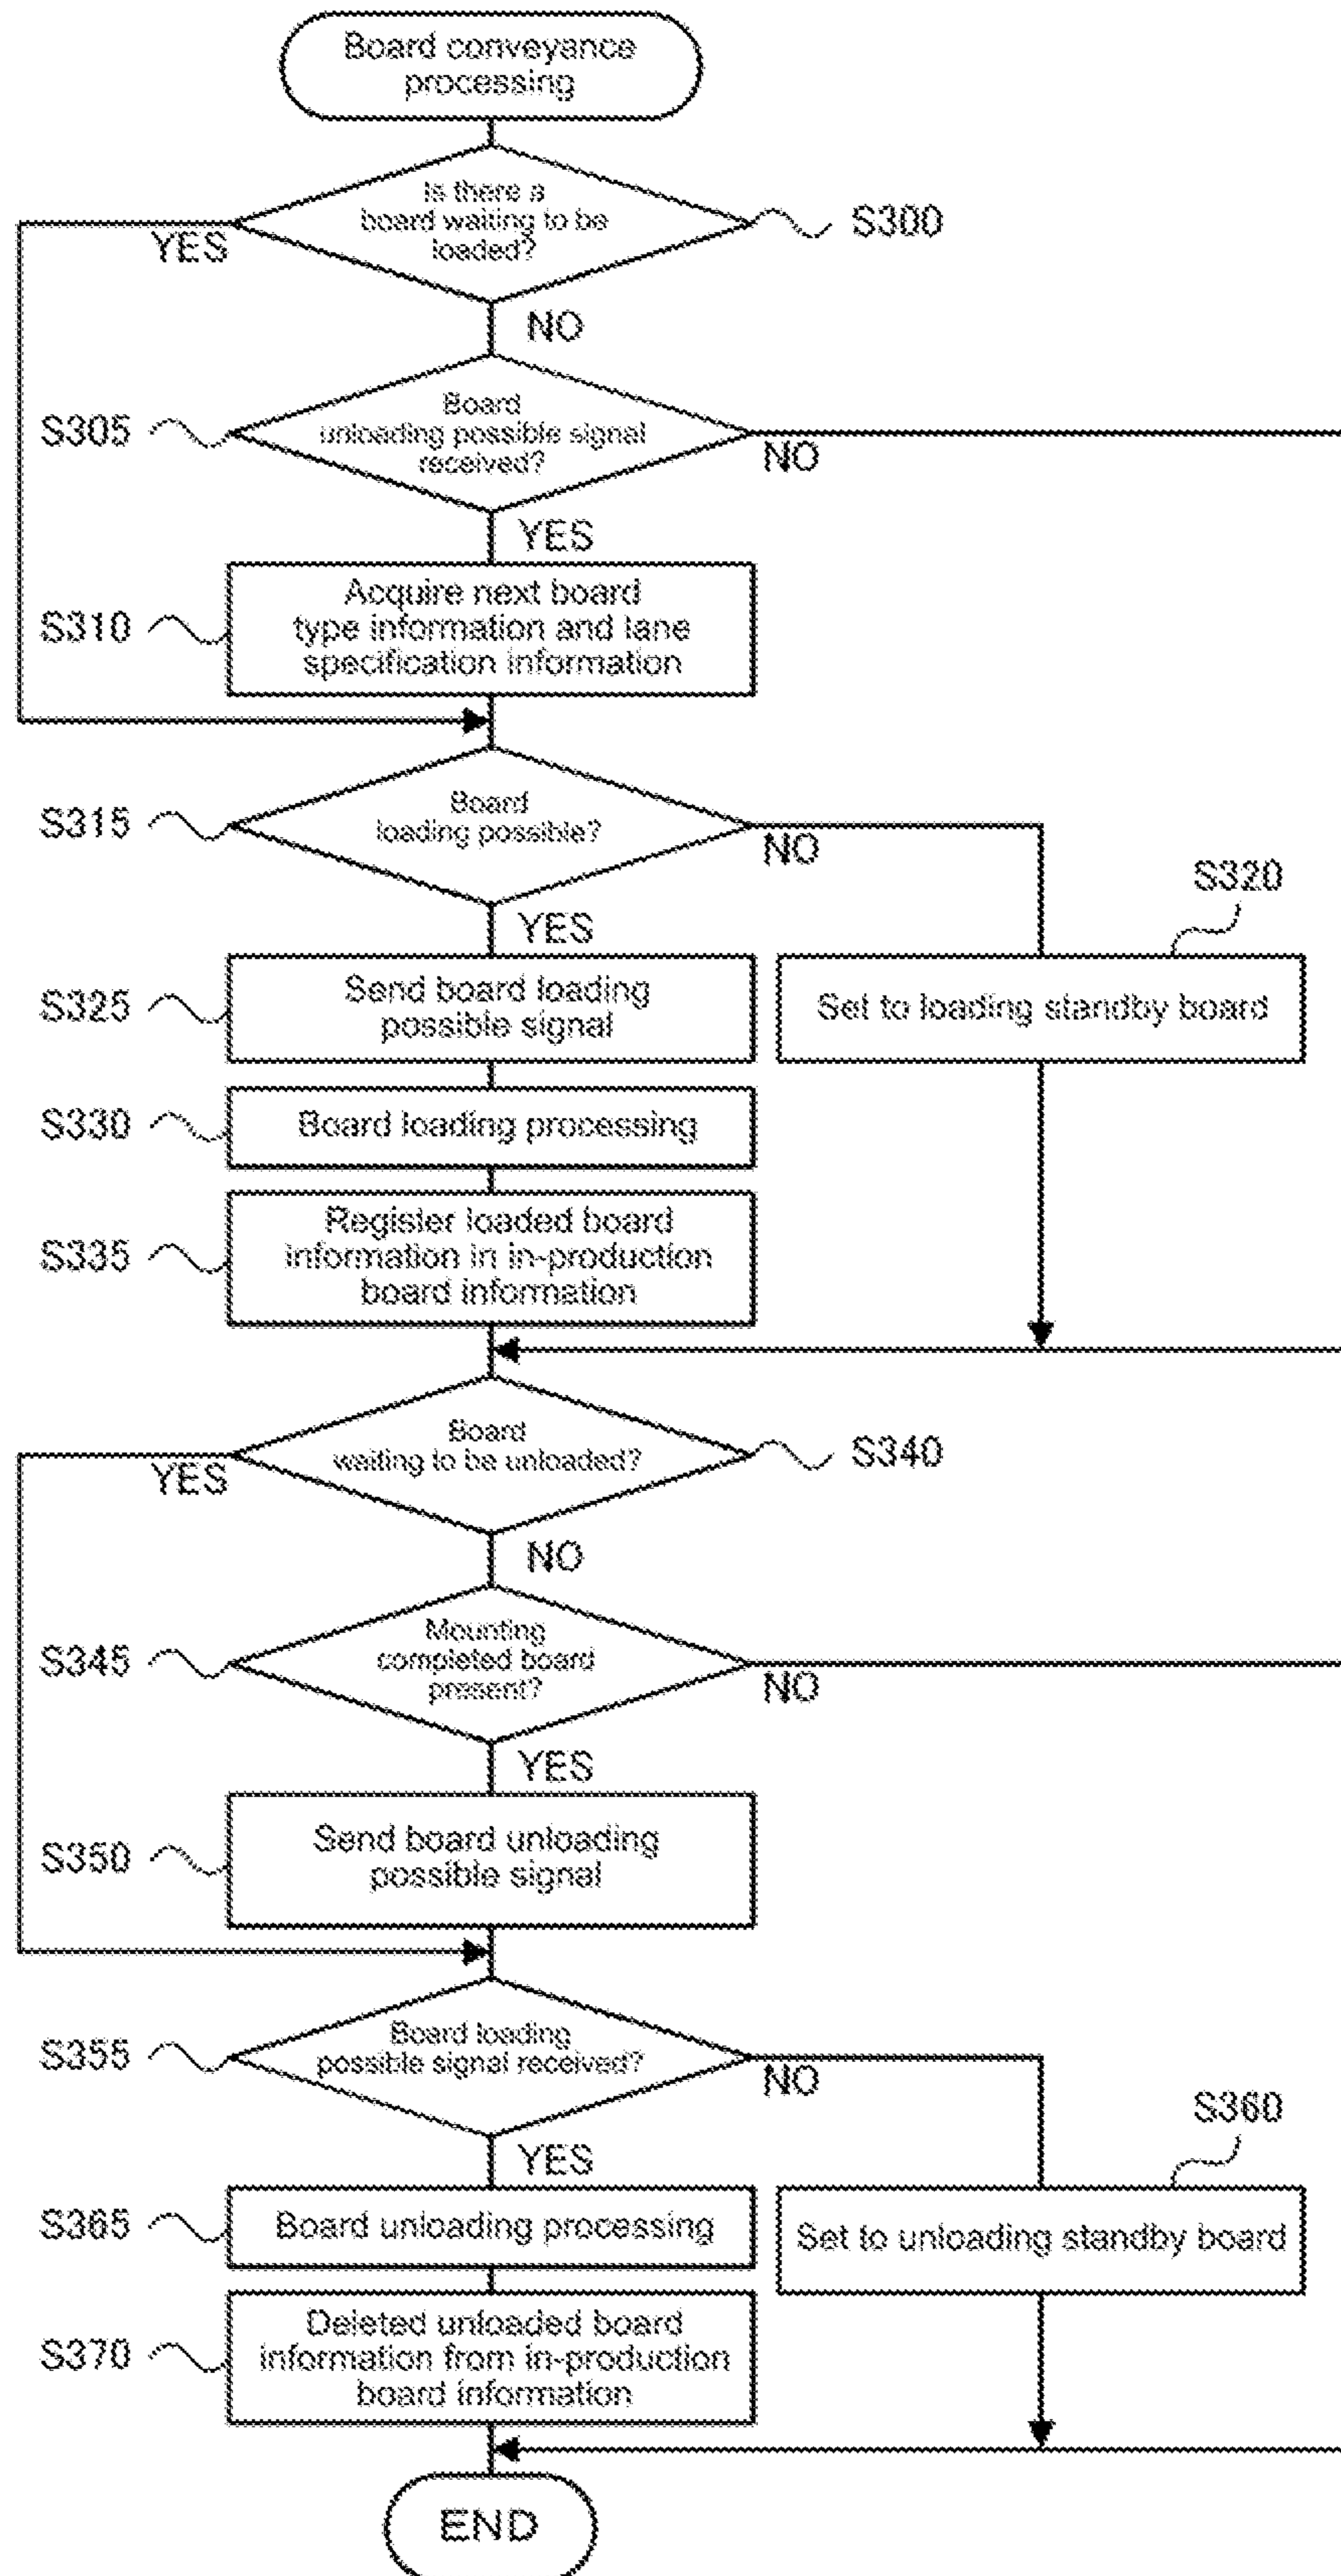 Board conveyance
processing
Is there a
board waiting to be
loaded?
S300
YES
NO
S305
Board
unloading possible signal
received?
NO
YES
S310
Acquire next board
type information and lane
specification information
S315
Board
loading possible?
NO
S320
YES
S325
Send board loading
possible signal
Set to loading standby board
S330
Board loading processing
S335
Register loaded board
information in in-production
board information
Board
waiting to be unloaded?
S340
YES
NO
S345
Mounting
completed board
present?
NO
YES
S350
Send board unloading
possible signal
S355
Board loading
possible signal received?
NO
S360
YES
S365
Board unloading processing
Set to unloading standby board
S370
Deleted unloaded board
information from in-production
board information
END